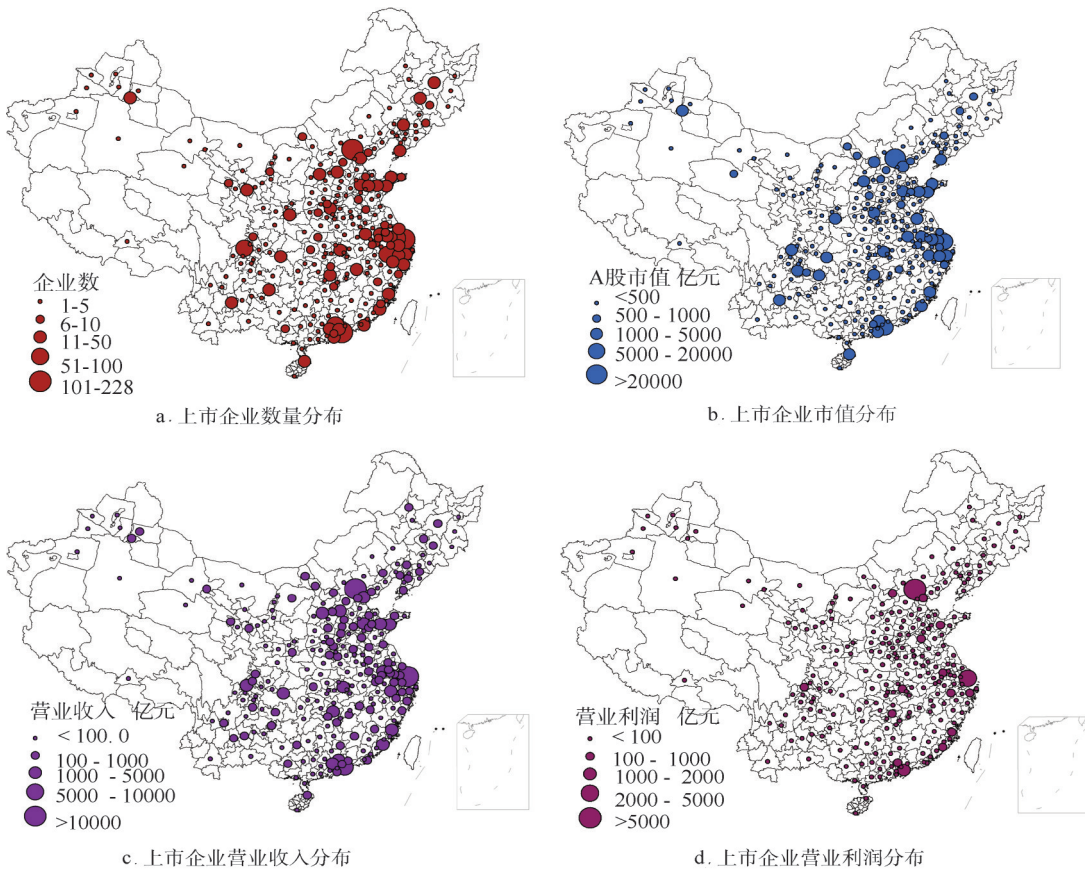 企业数
1-5
6-10
11-50
51-100
101-228
a.上市企业数量分布
A股市值 亿元
<500
500 - 1000
1000 - 5000
5000 - 20000
>20000
b.上市企业市值分布
营业收入 亿元
< 100. 0
100 - 1000
1000 - 5000
5000 - 10000
>10000
c.上市企业营业收入分布
营业利润 亿元
< 100
100 - 1000
1000 - 2000
2000 - 5000
>5000
d.上市企业营业利润分布